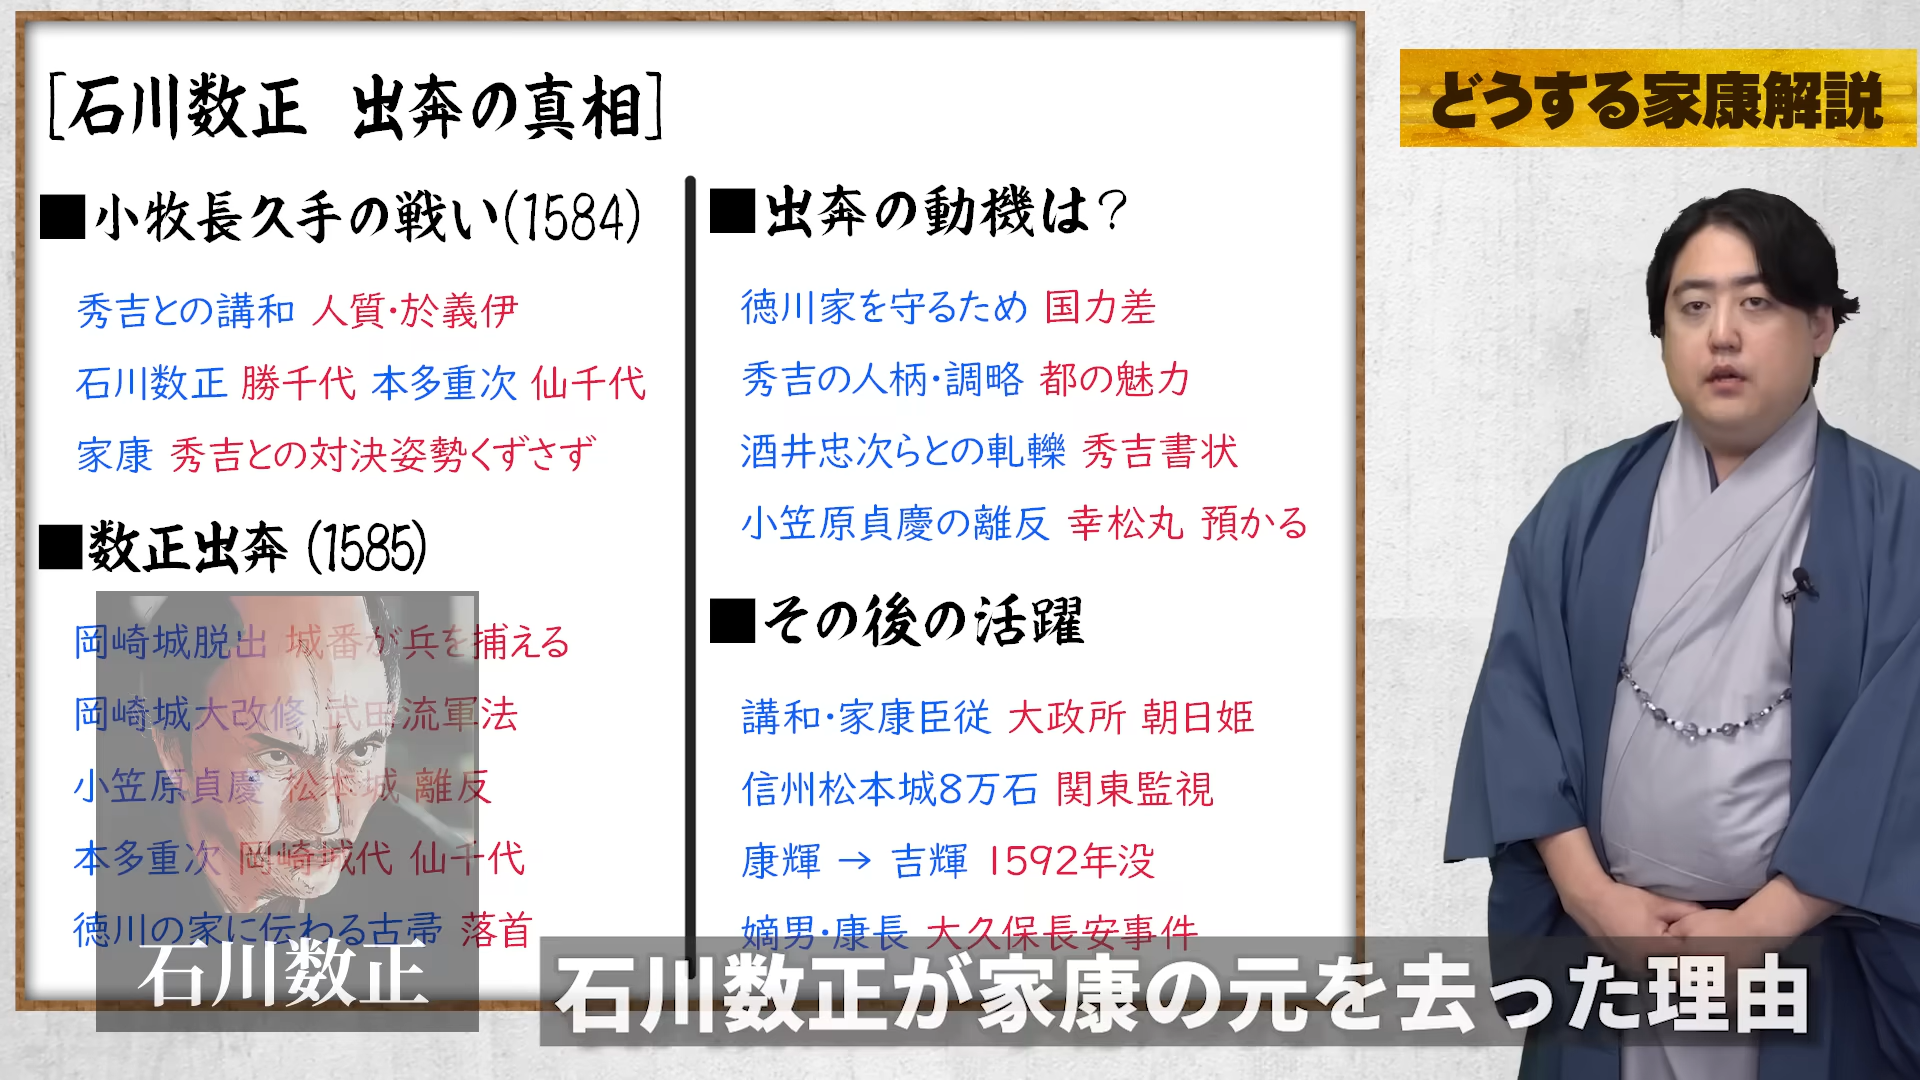 [石川数正 出奔の真相]
■小牧長久手の戦い(1584)
秀吉との講和 人質・於義伊
石川数正 勝千代 本多重次 仙千代
家康 秀吉との対決姿勢くずさず
■数正出奔(1585)
岡崎城脱出 城番が兵を捕える
岡崎城大改修 武田流軍法
小笠原貞慶 松本城 離反
本多重次 岡崎城代 仙千代
徳川の家に伝わる古帚 落首
■出奔の動機は?
徳川家を守るため 国力差
秀吉の人柄・調略 都の魅力
酒井忠次らとの軋轢 秀吉書状
小笠原貞慶の離反 幸松丸 預かる
■その後の活躍
講和・家康臣従 大政所 朝日姫
信州松本城8万石 関東監視
康輝 → 吉輝 1592年没
嫡男・康長 大久保長安事件
どうする家康解説
石川数正
石川数正が家康の元を去った理由